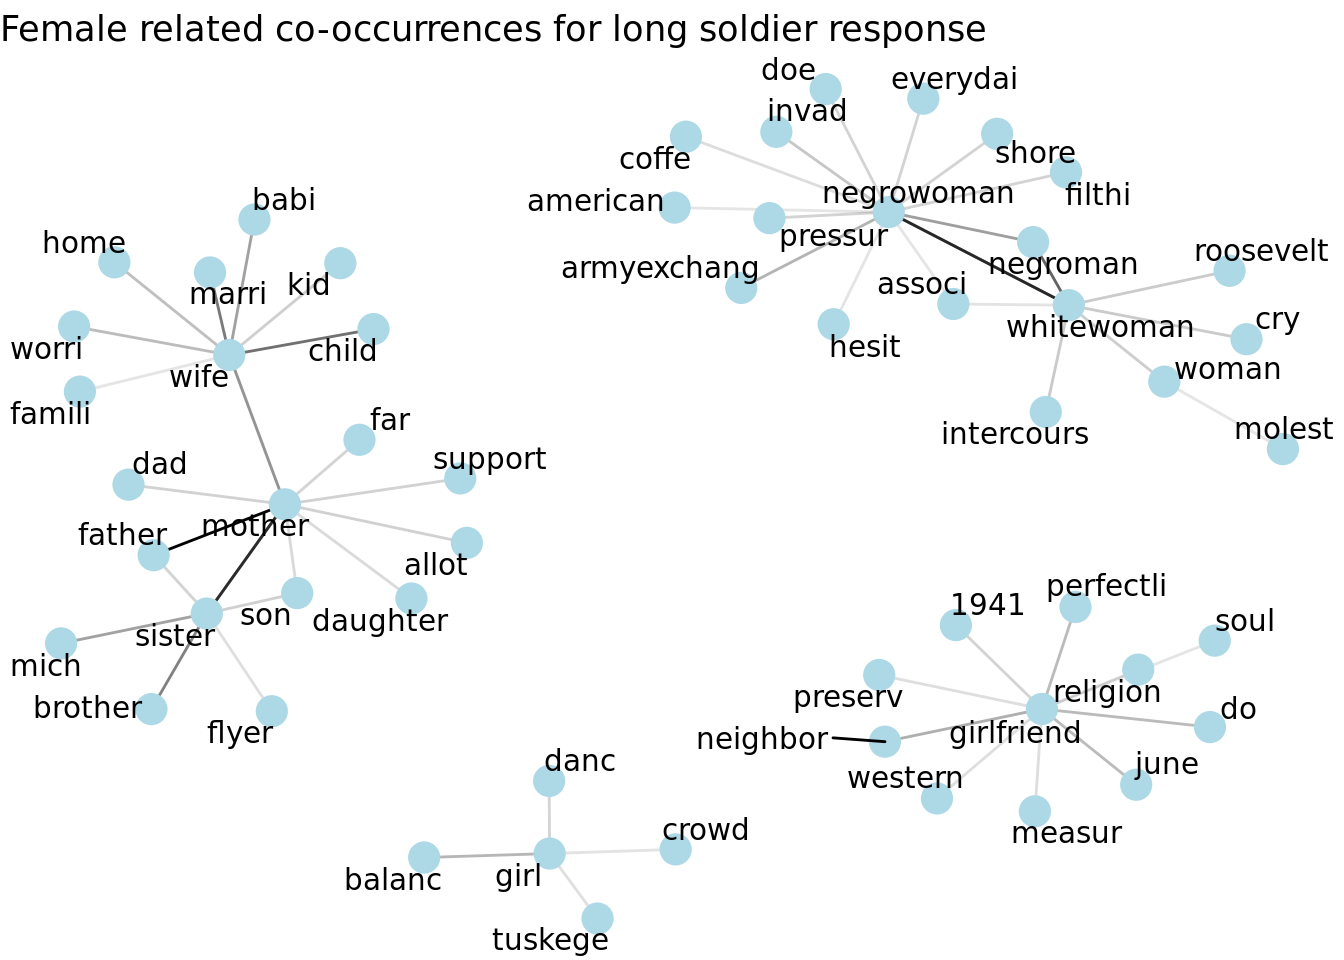 Female related co-occurrences for long soldier response
doe
everydai
invad
coffe
shore
american
negrowoman
filthi
babi
pressur
home
roosevelt
negroman
armyexchang
marri
kid
associ
cry
whitewoman
worri
child
hesit
wife
woman
famili
far
intercours
molest
dad
support
father
mother
allot
perfectli
1941
son
daughter
soul
sister
mich
religion
preserv
brother
do
flyer
neighbor
girlfriend
danc
june
western
crowd
measur
balanc
girl
tuskege